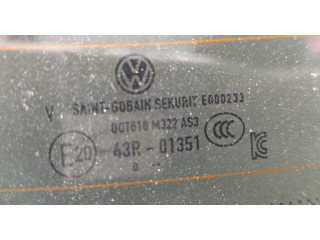 V SAINT-GOBAIN SEKURIT E000233
DOT618 M322 AS3
E20 43R - 01351